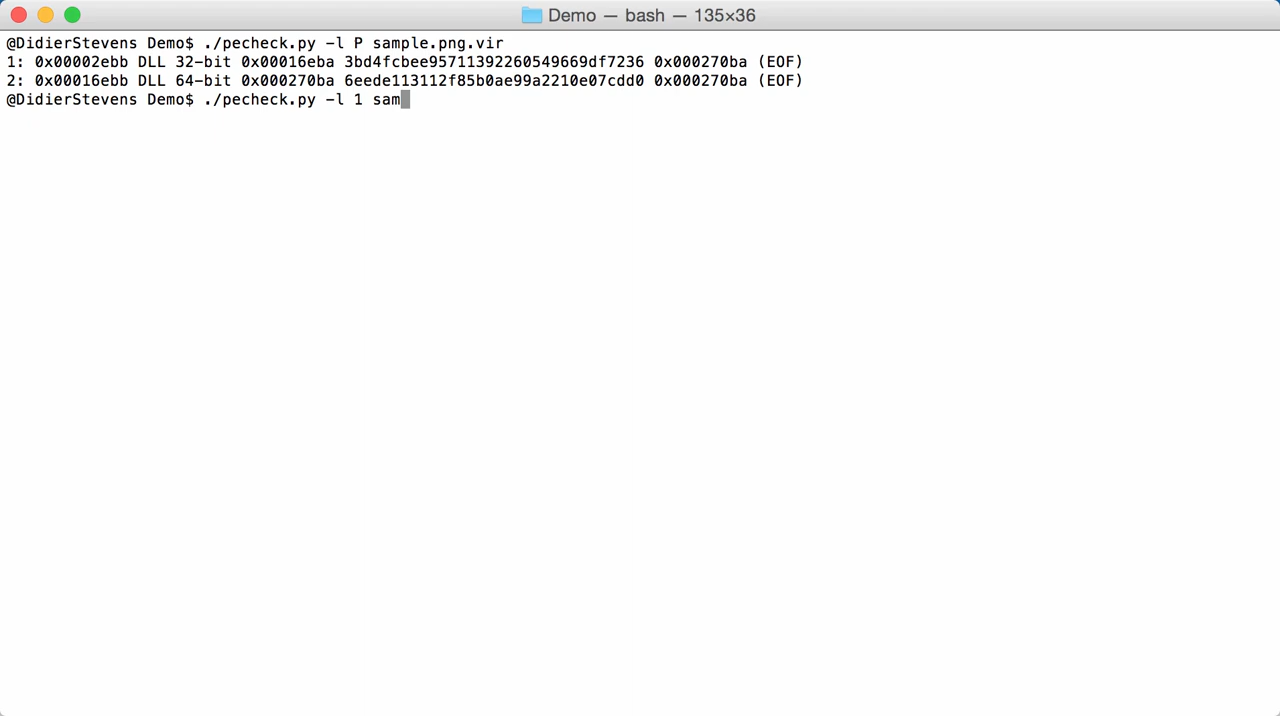 Demo — bash — 135×36
@DidierStevens Demo$ ./pecheck.py -l P sample.png.vir
1: 0x00002ebb DLL 32-bit 0x00016eba 3bd4fcbee95711392260549669df7236 0x000270ba (EOF)
2: 0x00016ebb DLL 64-bit 0x000270ba 6eede113112f85b0ae99a2210e07cdd0 0x000270ba (EOF)
@DidierStevens Demo$ ./pecheck.py -l 1 sam